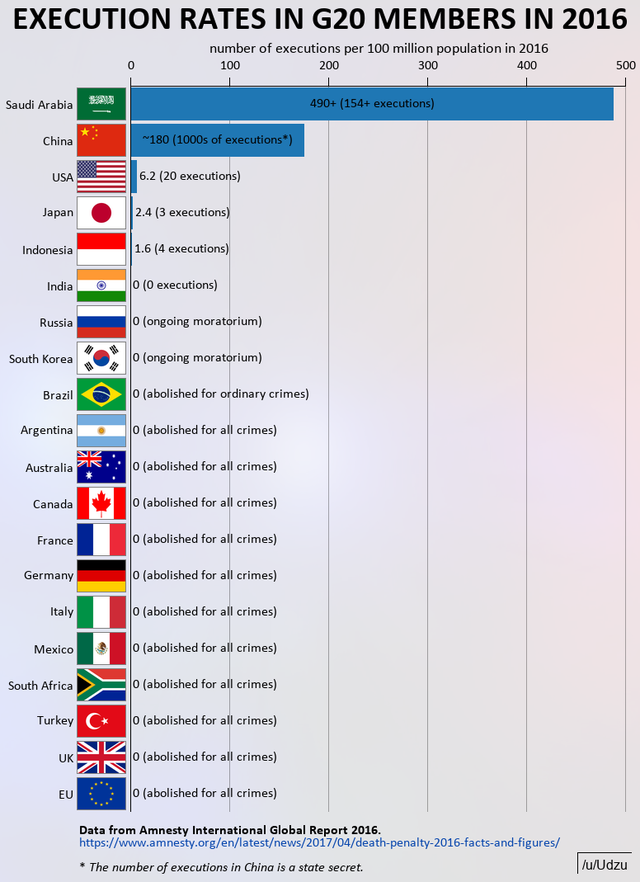 EXECUTION RATES IN G20 MEMBERS IN 2016
number of executions per 100 million population in 2016
0 100 200 300 400 500
Saudi Arabia 490+ (154+ executions)
China ~180 (1000s of executions*)
USA 6.2 (20 executions)
Japan 2.4 (3 executions)
Indonesia 1.6 (4 executions)
India 0 (0 executions)
Russia 0 (ongoing moratorium)
South Korea 0 (ongoing moratorium)
Brazil 0 (abolished for ordinary crimes)
Argentina 0 (abolished for all crimes)
Australia 0 (abolished for all crimes)
Canada 0 (abolished for all crimes)
France 0 (abolished for all crimes)
Germany 0 (abolished for all crimes)
Italy 0 (abolished for all crimes)
Mexico 0 (abolished for all crimes)
South Africa 0 (abolished for all crimes)
Turkey 0 (abolished for all crimes)
UK 0 (abolished for all crimes)
EU 0 (abolished for all crimes)
Data from Amnesty International Global Report 2016.
https://www.amnesty.org/en/latest/news/2017/04/death-penalty-2016-facts-and-figures/
* The number of executions in China is a state secret.
/u/Udzu